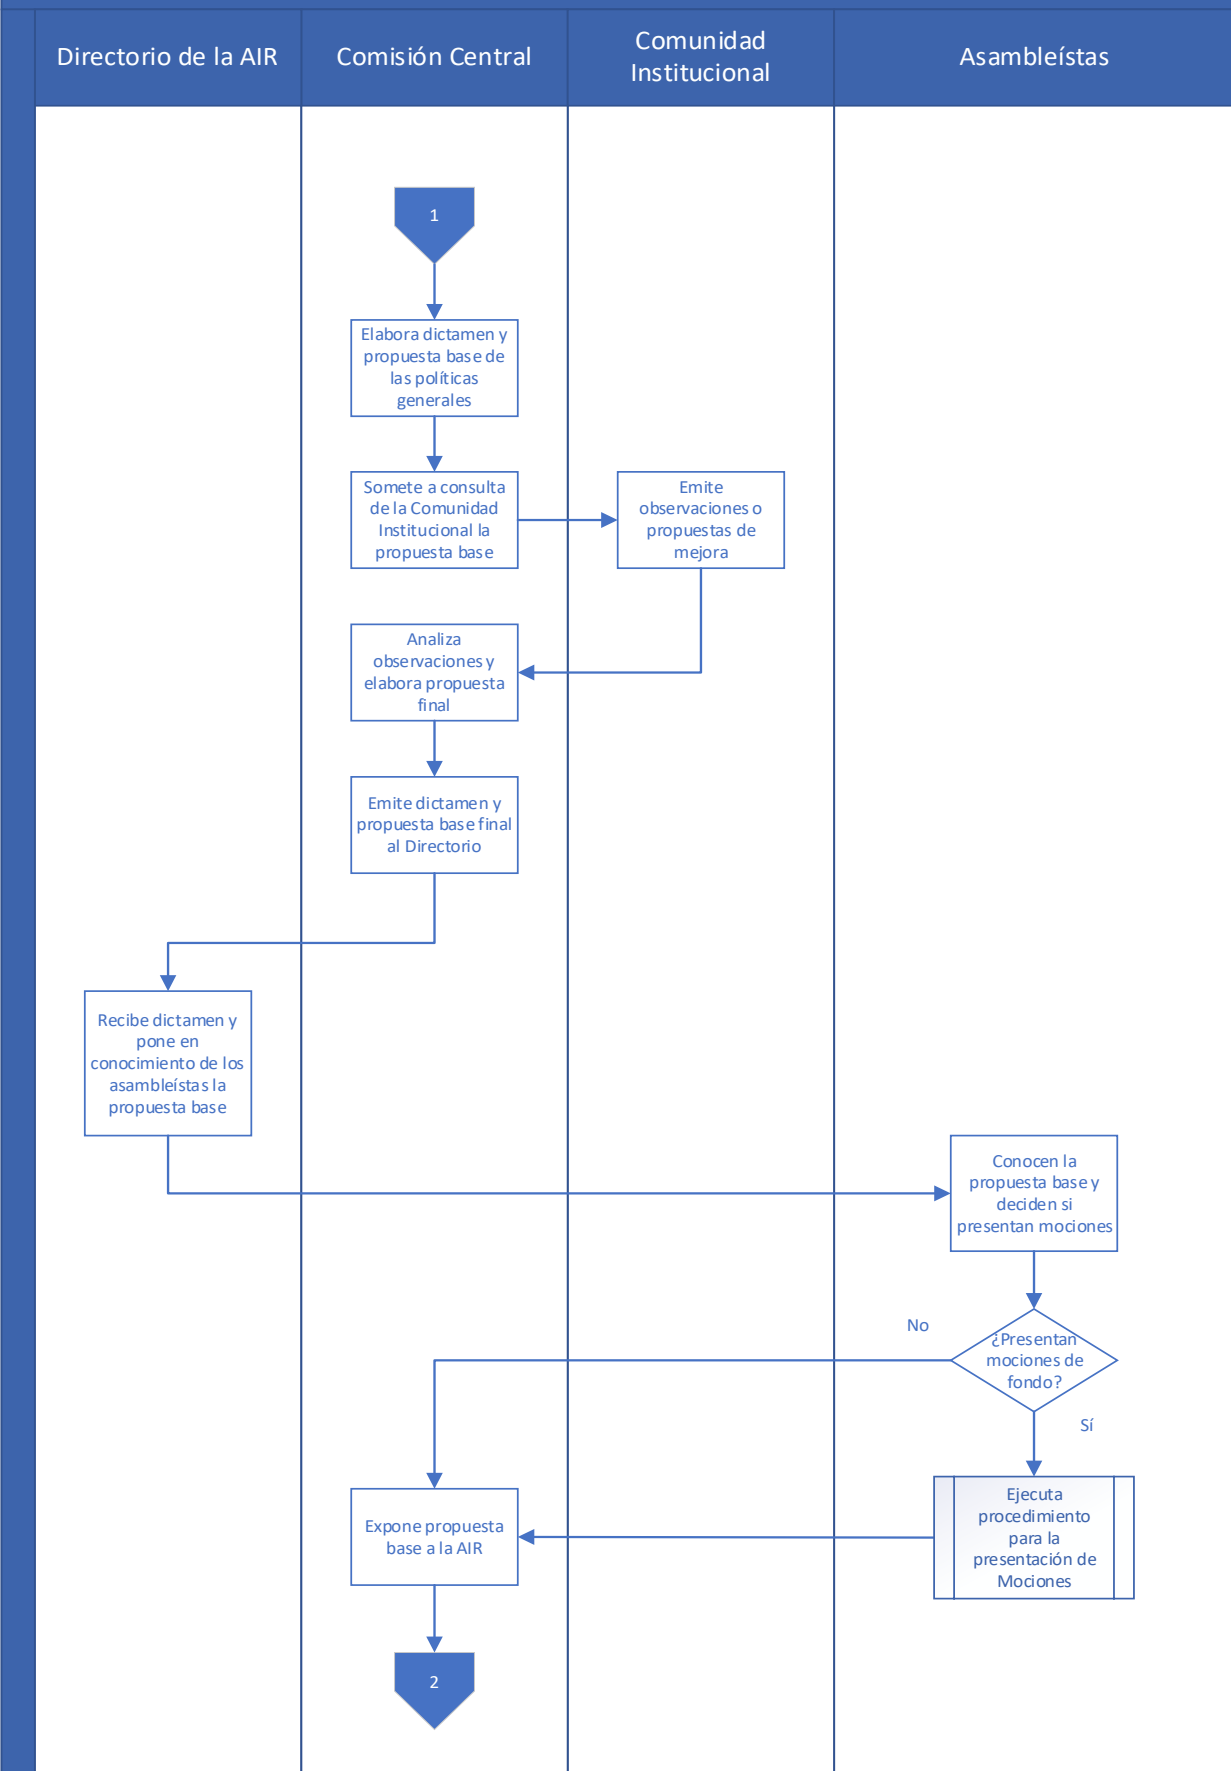 Directorio de la AIR
Comisión Central
Comunidad
Institucional
Asambleístas
1
Elabora dictamen y
propuesta base de
las políticas
generales
Somete a consulta
de la Comunidad
Institucional la
propuesta base
Emite
observaciones o
propuestas de
mejora
Analiza
observaciones y
elabora propuesta
final
Emite dictamen y
propuesta base final
al Directorio
Recibe dictamen y
pone en
conocimiento de los
asambleístas la
propuesta base
Conocen la
propuesta base y
deciden si
presentan mociones
¿Presentan
mociones de
fondo?
No
Sí
Ejecuta
procedimiento
para la
presentación de
Mociones
Expone propuesta
base a la AIR
2